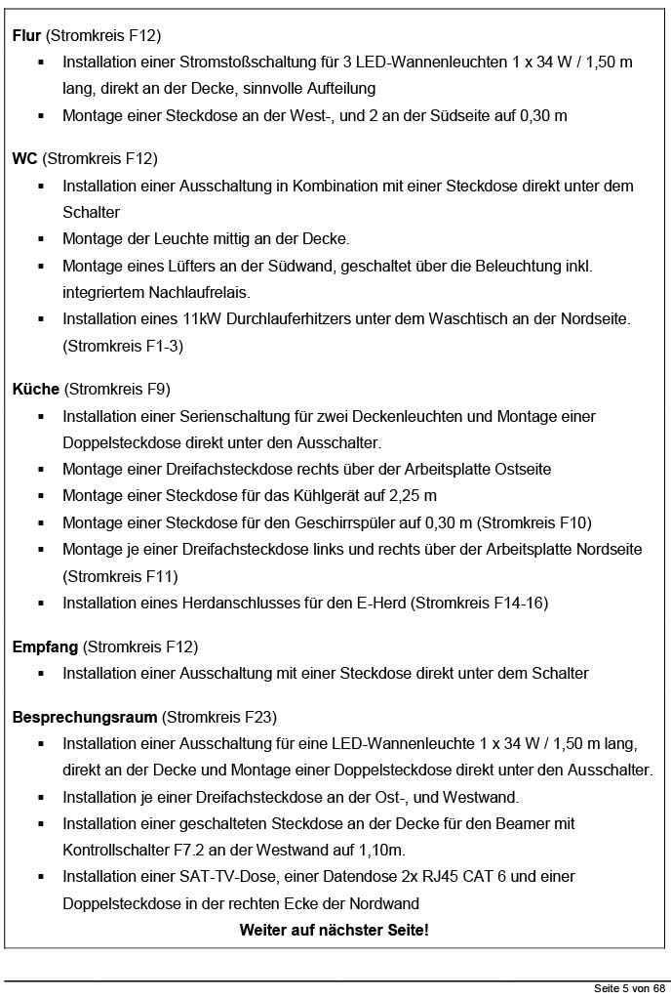 Flur (Stromkreis F12)
▪ Installation einer Stromstoßschaltung für 3 LED-Wannenleuchten 1 x 34 W / 1,50 m
lang, direkt an der Decke, sinnvolle Aufteilung
▪ Montage einer Steckdose an der West-, und 2 an der Südseite auf 0,30 m
WC (Stromkreis F12)
▪ Installation einer Ausschaltung in Kombination mit einer Steckdose direkt unter dem
Schalter
▪ Montage der Leuchte mittig an der Decke.
▪ Montage eines Lüfters an der Südwand, geschaltet über die Beleuchtung inkl.
integriertem Nachlaufrelais.
▪ Installation eines 11kW Durchlauferhitzers unter dem Waschtisch an der Nordseite.
(Stromkreis F1-3)
Küche (Stromkreis F9)
▪ Installation einer Serienschaltung für zwei Deckenleuchten und Montage einer
Doppelsteckdose direkt unter den Ausschalter.
▪ Montage einer Dreifachsteckdose rechts über der Arbeitsplatte Ostseite
▪ Montage einer Steckdose für das Kühlgerät auf 2,25 m
▪ Montage einer Steckdose für den Geschirrspüler auf 0,30 m (Stromkreis F10)
▪ Montage je einer Dreifachsteckdose links und rechts über der Arbeitsplatte Nordseite
(Stromkreis F11)
▪ Installation eines Herdanschlusses für den E-Herd (Stromkreis F14-16)
Empfang (Stromkreis F12)
▪ Installation einer Ausschaltung mit einer Steckdose direkt unter dem Schalter
Besprechungsraum (Stromkreis F23)
▪ Installation einer Ausschaltung für eine LED-Wannenleuchte 1 x 34 W / 1,50 m lang,
direkt an der Decke und Montage einer Doppelsteckdose direkt unter den Ausschalter.
▪ Installation je einer Dreifachsteckdose an der Ost-, und Westwand.
▪ Installation einer geschalteten Steckdose an der Decke für den Beamer mit
Kontrollschalter F7.2 an der Westwand auf 1,10m.
▪ Installation einer SAT-TV-Dose, einer Datendose 2x RJ45 CAT 6 und einer
Doppelsteckdose in der rechten Ecke der Nordwand
Weiter auf nächster Seite!
Seite 5 von 68